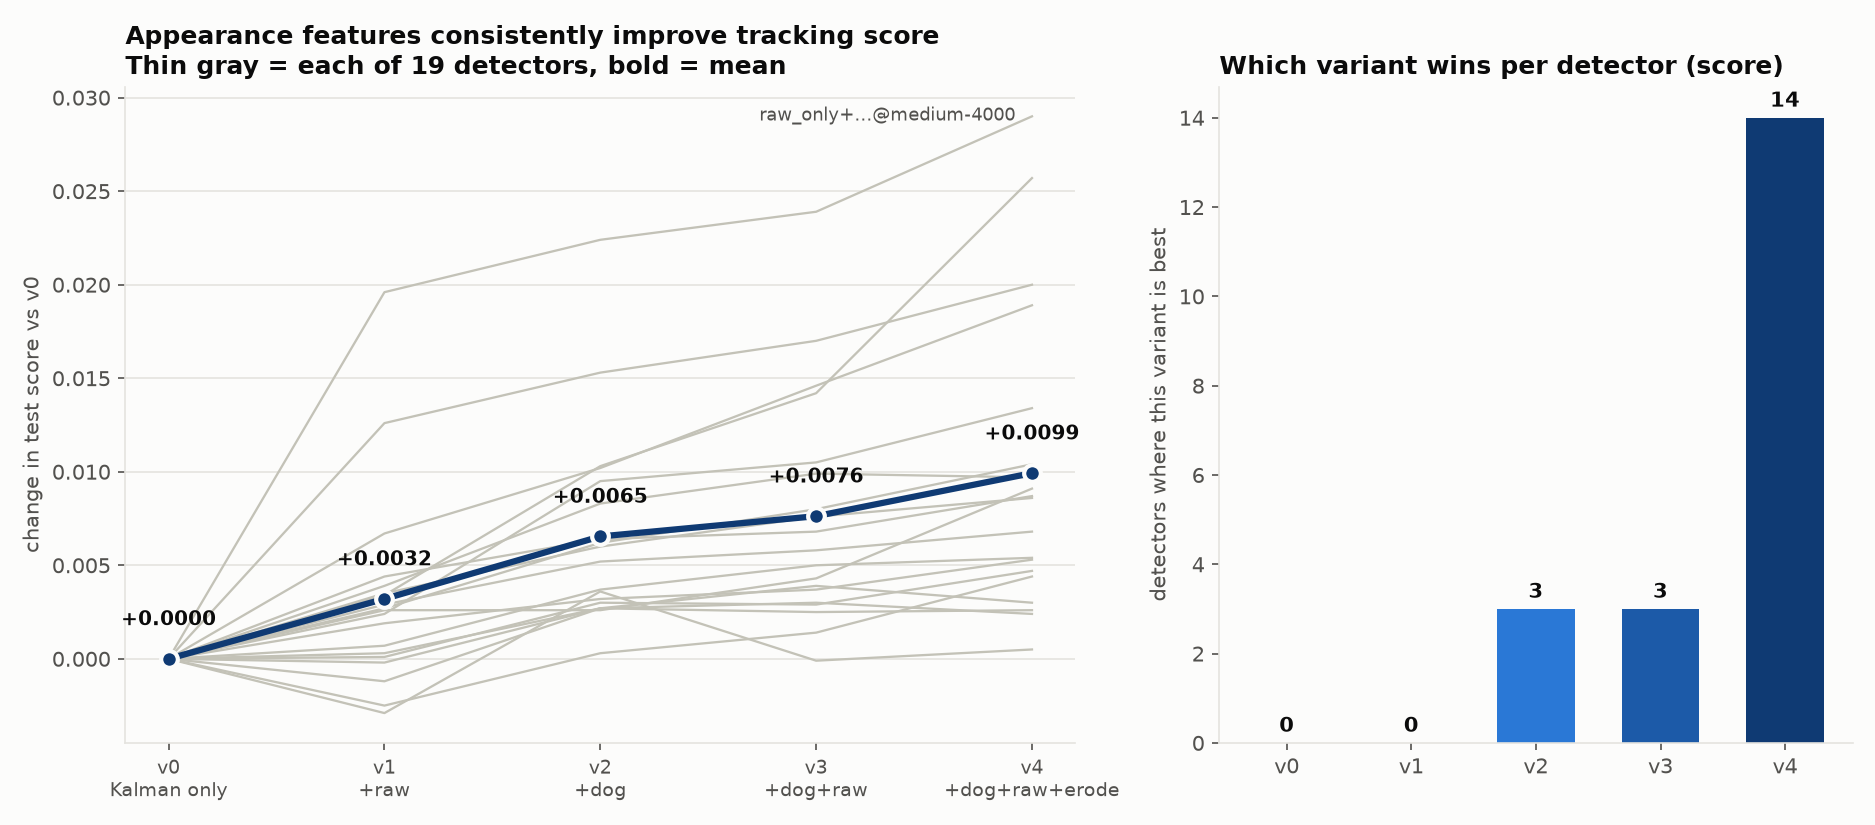 Appearance features consistently improve tracking score
Thin gray = each of 19 detectors, bold = mean
change in test score vs v0
0.030
0.025
0.020
0.015
0.010
0.005
0.000
raw_only+...@medium-4000
+0.0000
+0.0032
+0.0065
+0.0076
+0.0099
v0
Kalman only
v1
+raw
v2
+dog
v3
+dog+raw
v4
+dog+raw+erode
Which variant wins per detector (score)
detectors where this variant is best
14
12
10
8
6
4
2
0
0
0
3
3
14
v0
v1
v2
v3
v4